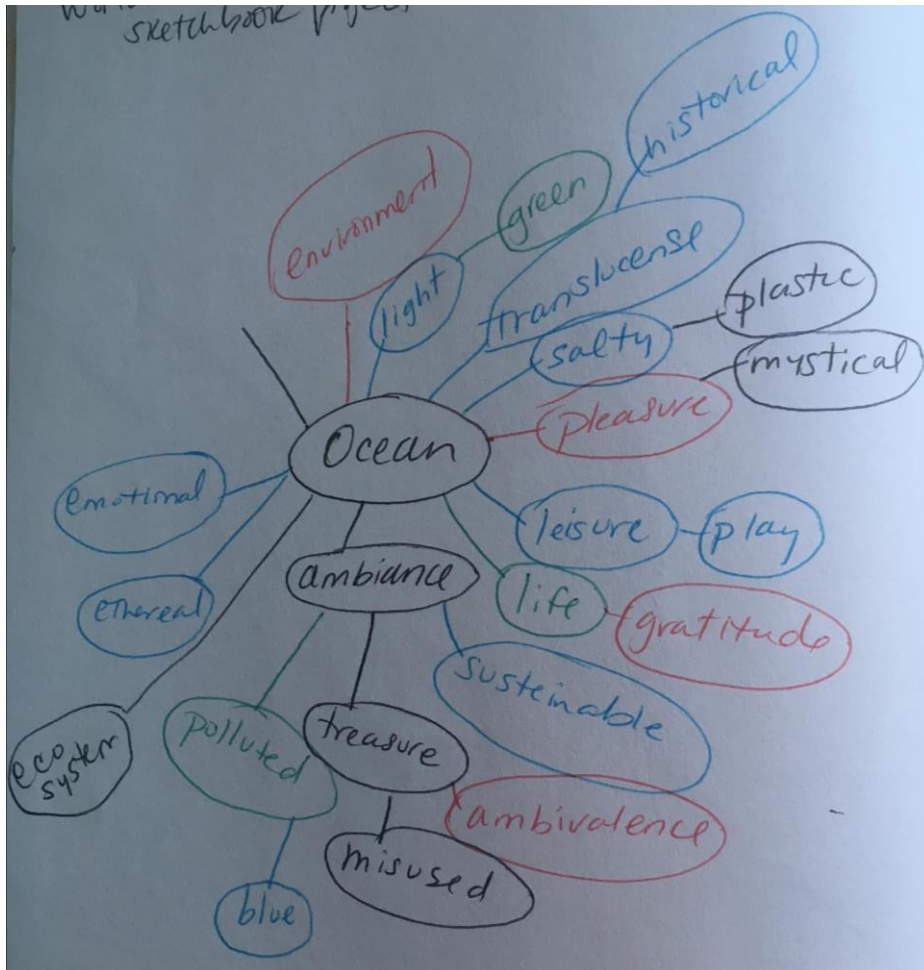 sketchbook project
historical
environment
green
light
translucense
plastic
salty
mystical
pleasure
Ocean
emotional
leisure
play
ambiance
life
ethereal
gratitude
susteinable
eco
system
polluted
treasure
ambivalence
misused
blue